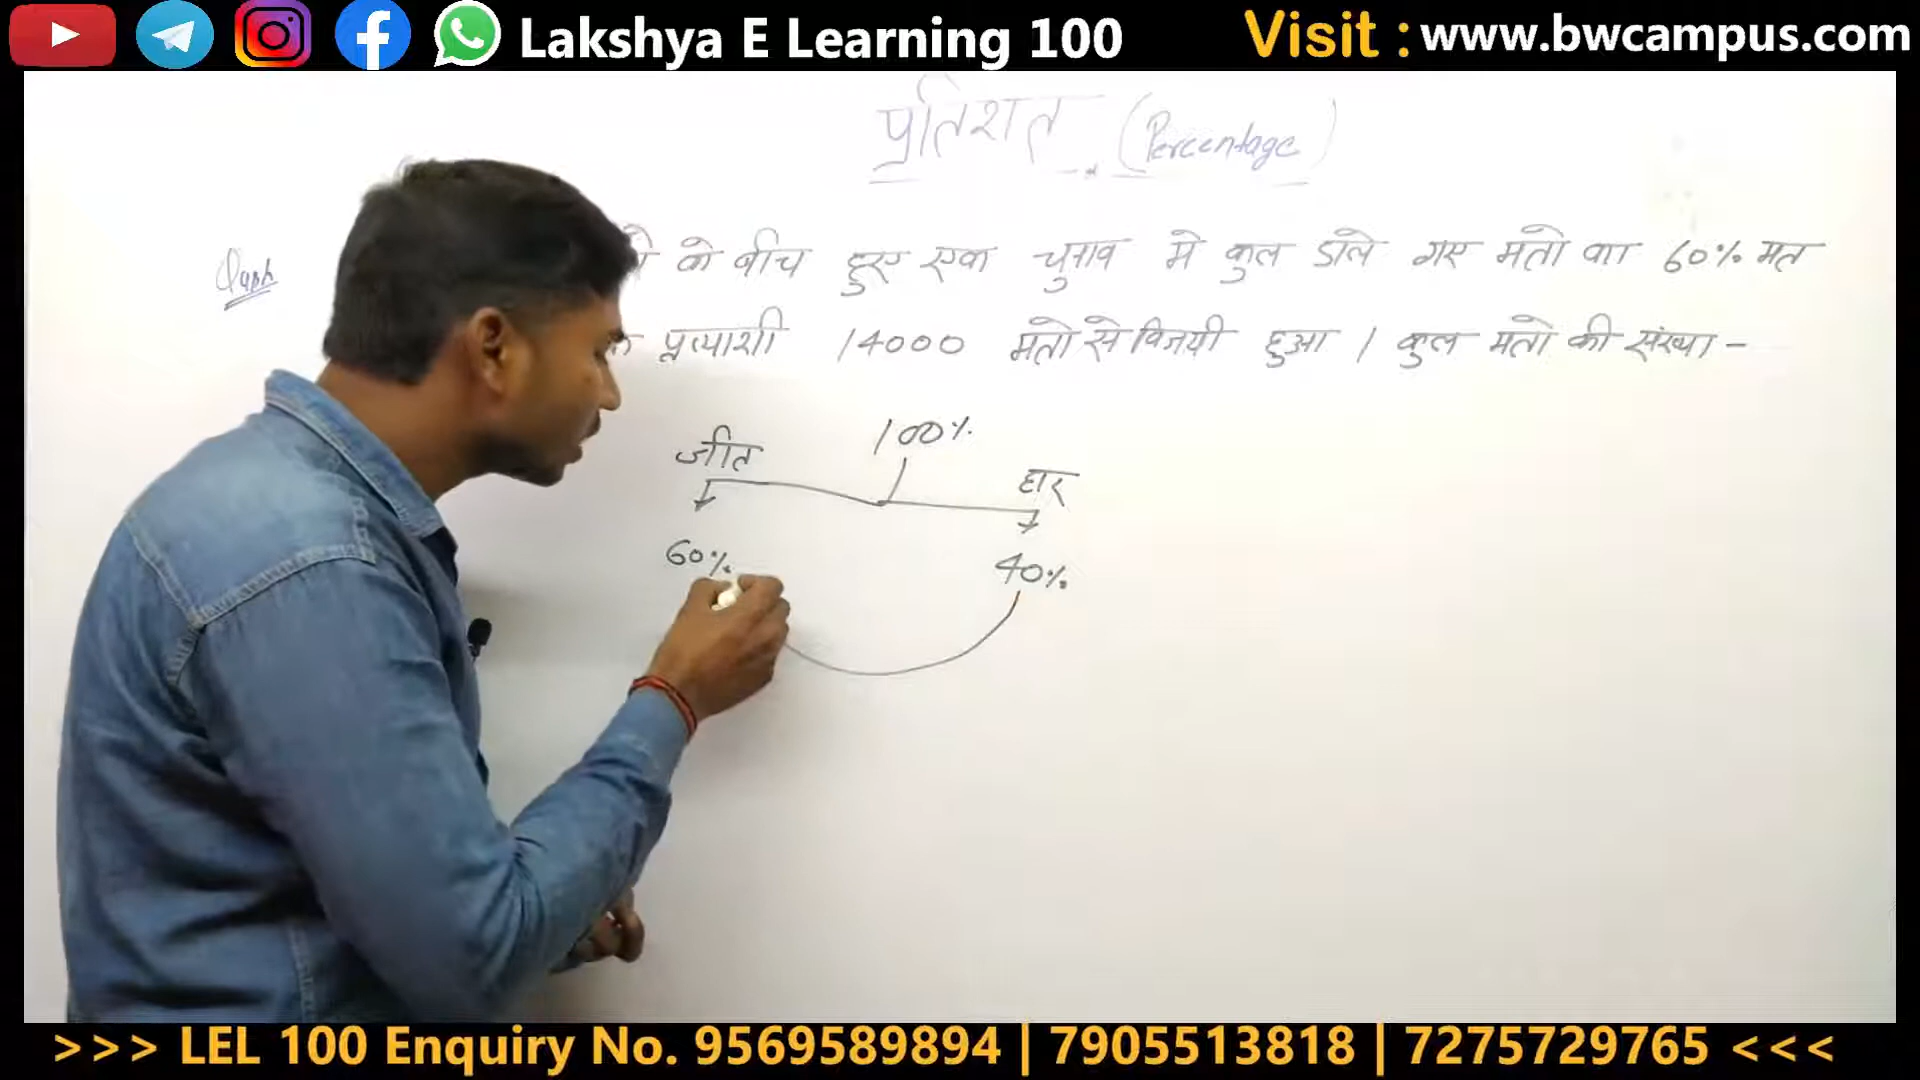 Lakshya E Learning 100 Visit : www.bwcampus.com
प्रतिशत (Percentage)
के बीच हुए एक चुनाव मे कुल डाले गए मतो का 60% मत
प्रत्याशी 14000 मतो से विजयी हुआ । कुल मतो की संख्या -
100%
जीत हार
60% 40%
>>> LEL 100 Enquiry No. 9569589894 | 7905513818 | 7275729765 <<<